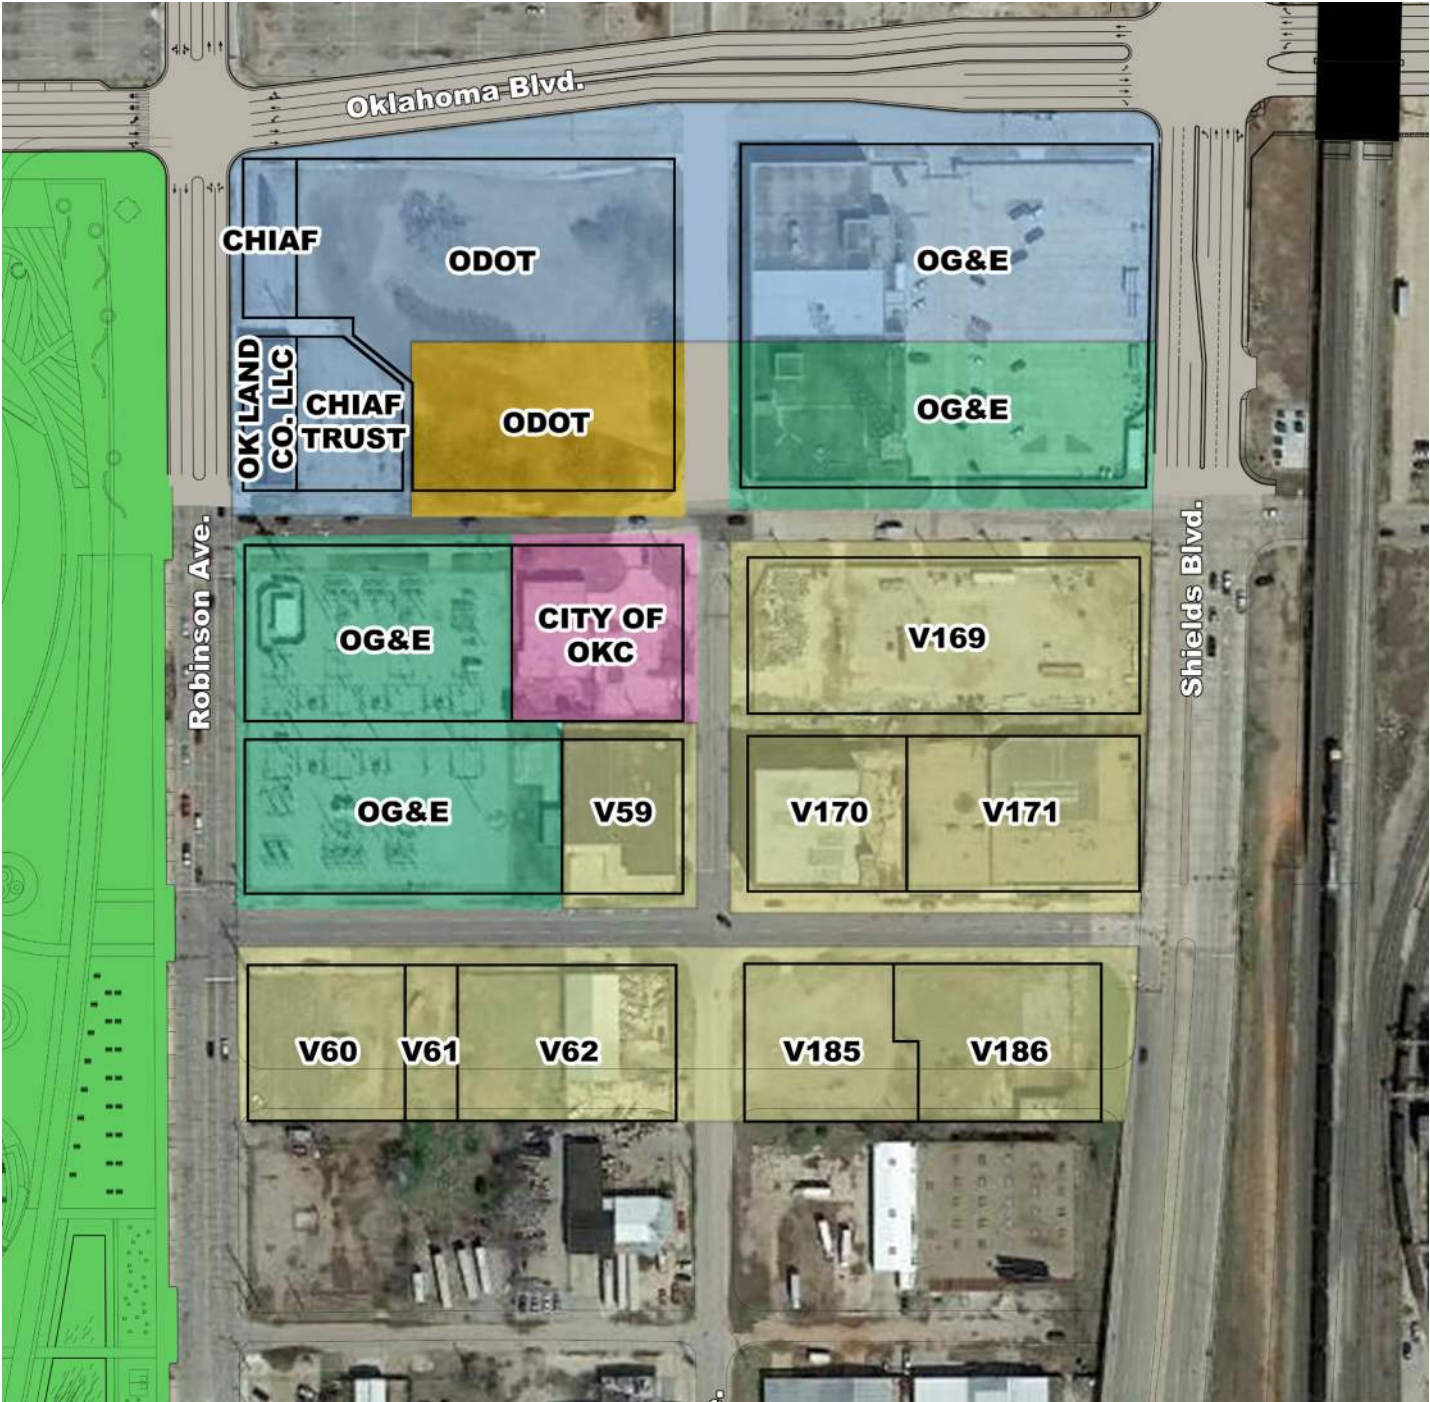 Oklahoma Blvd.
CHIAF
ODOT
OG&E
OK LAND
CO. LLC
CHIAF
TRUST
ODOT
OG&E
Robinson Ave.
Shields Blvd.
OG&E
CITY OF
OKC
V169
OG&E
V59
V170
V171
V60
V61
V62
V185
V186